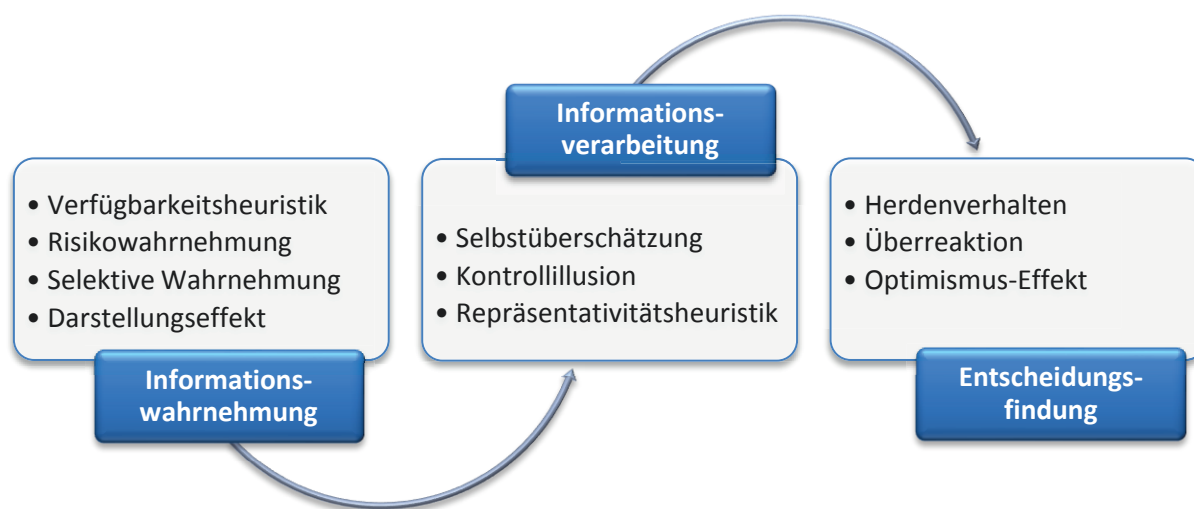 • Verfügbarkeitsheuristik
• Risikowahrnehmung
• Selektive Wahrnehmung
• Darstellungseffekt
Informations-
wahrnehmung
Informations-
verarbeitung
• Selbstüberschätzung
• Kontrollillusion
• Repräsentativitätsheuristik
• Herdenverhalten
• Überreaktion
• Optimismus-Effekt
Entscheidungs-
findung